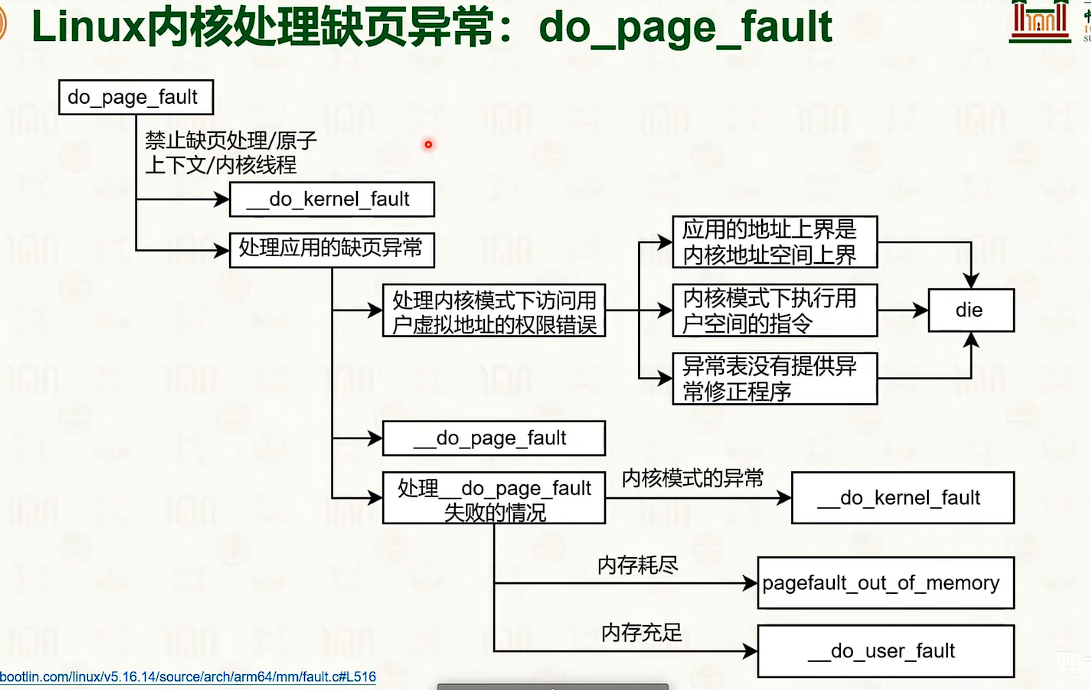 Linux内核处理缺页异常：do_page_fault
do_page_fault
禁止缺页处理/原子
上下文/内核线程
__do_kernel_fault
处理应用的缺页异常
应用的地址上界是
内核地址空间上界
处理内核模式下访问用
户虚拟地址的权限错误
内核模式下执行用
户空间的指令
die
异常表没有提供异
常修正程序
__do_page_fault
处理__do_page_fault
失败的情况
内核模式的异常
__do_kernel_fault
内存耗尽
pagefault_out_of_memory
内存充足
__do_user_fault
bootlin.com/linux/v5.16.14/source/arch/arm64/mm/fault.c#L516